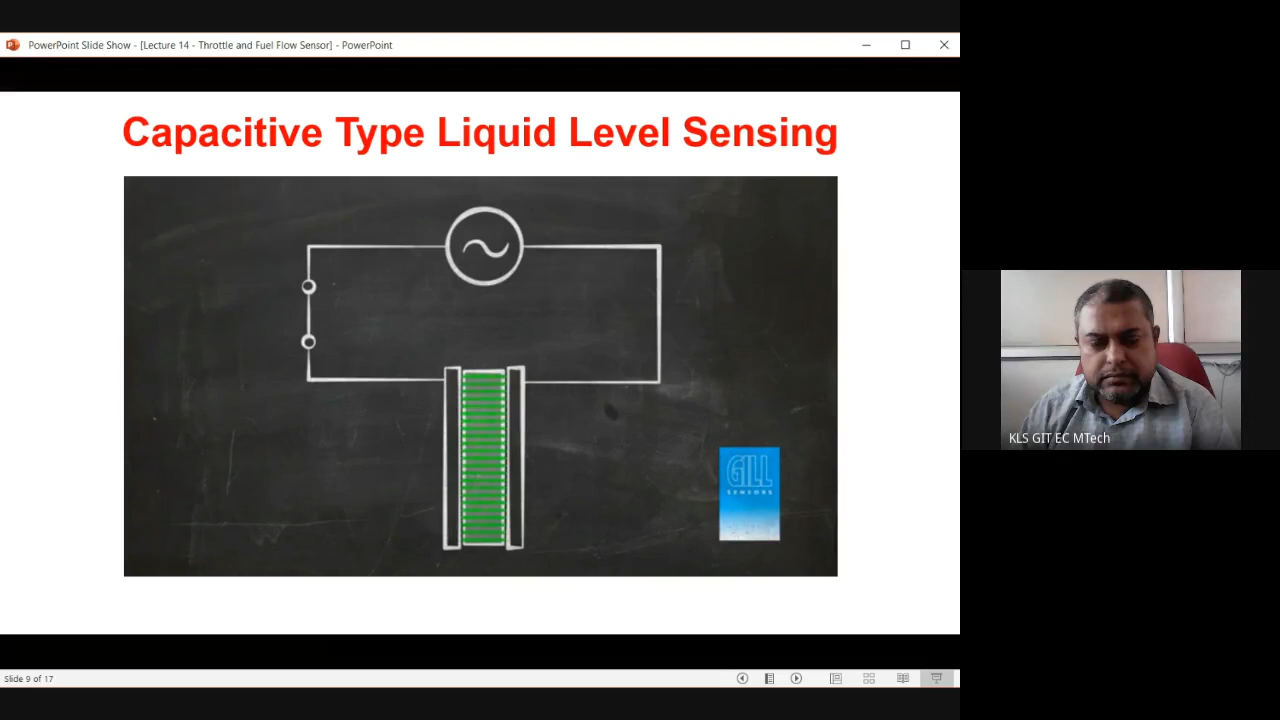 PowerPoint Slide Show - [Lecture 14 - Throttle and Fuel Flow Sensor] - PowerPoint
Capacitive Type Liquid Level Sensing
GILL
SENSORS
KLS GIT EC MTech
Slide 9 of 17